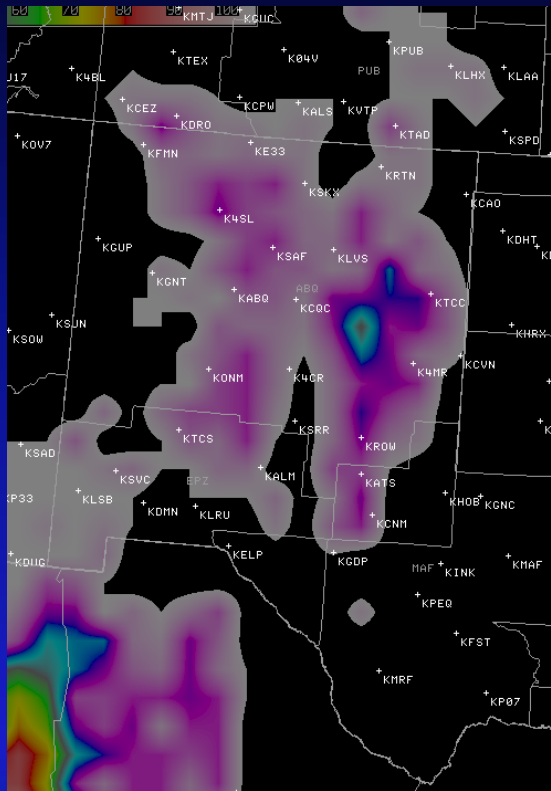 60 70 80 90 100
KMTJ
KGUC
KPUB
K04V
KTEX
PUB
KLHX
KLAA
J17
K4BL
KCEZ
KCPW
KALS
KVTP
KDRO
KTAD
KSPD
KOV7
KFMN
KE33
KRTN
KSKX
KCAO
K4SL
KDHT
KGUP
KSAF
KLVS
KGNT
ABQ
KABQ
KTCC
KCQC
KSJN
KHRX
KSOW
K4MR
KCVN
KONM
K4CR
KSRR
KTCS
KROW
KSAD
KALM
KSVC
EPZ
KATS
KP33
KLSB
KHOB
KGNC
KDMN
KLRU
KCNM
KELP
KDUG
KGDP
MAF
KINK
KMAF
KPEQ
KFST
KMRF
KP07